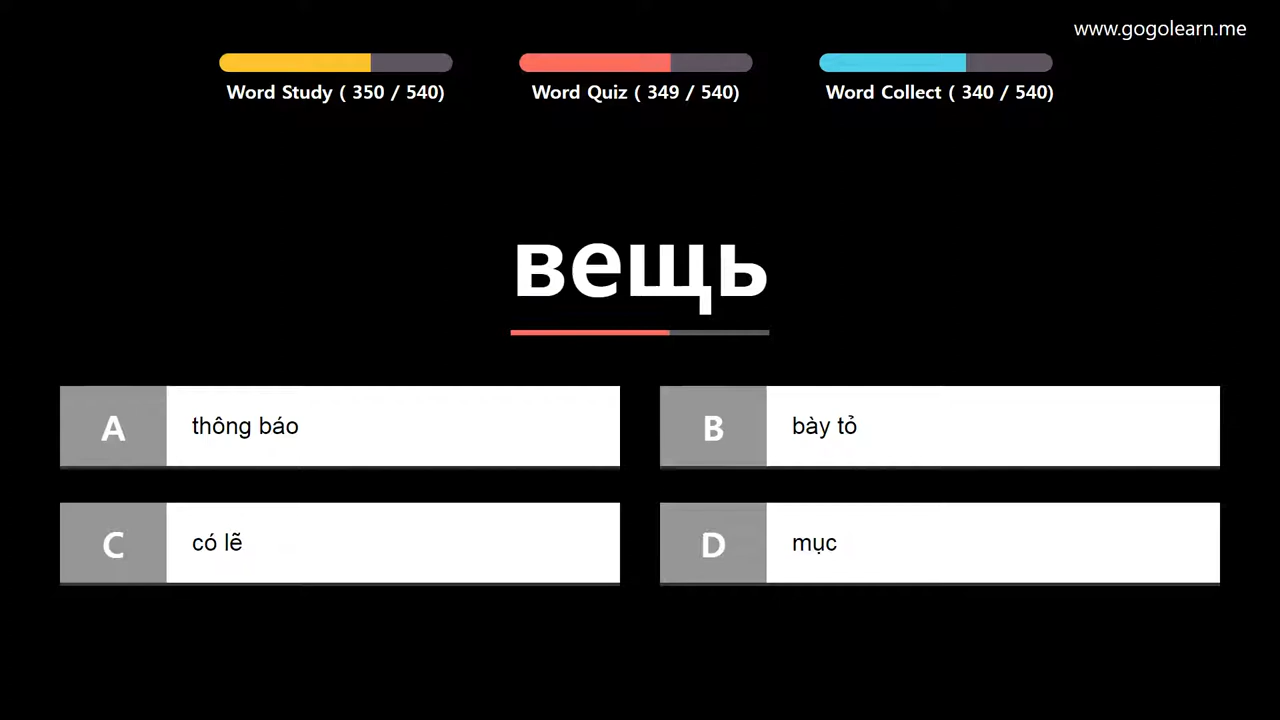 www.gogolearn.me
Word Study ( 350 / 540)
Word Quiz ( 349 / 540)
Word Collect ( 340 / 540)
вещь
A thông báo
B bày tỏ
C có lẽ
D mục